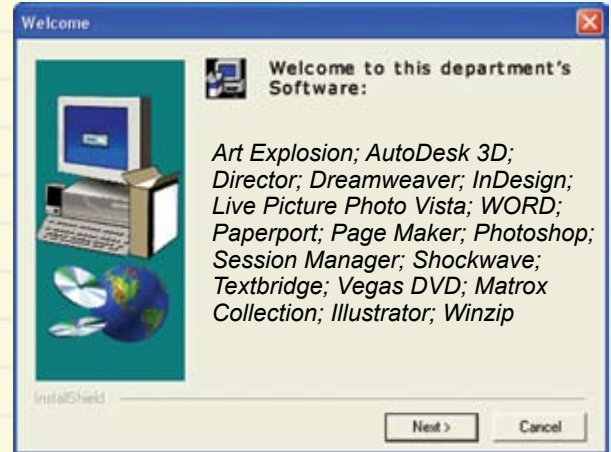 Welcome
Welcome to this department's
Software:
Art Explosion; AutoDesk 3D;
Director; Dreamweaver; InDesign;
Live Picture Photo Vista; WORD;
Paperport; Page Maker; Photoshop;
Session Manager; Shockwave;
Textbridge; Vegas DVD; Matrox
Collection; Illustrator; Winzip
InstallShield
Next >
Cancel